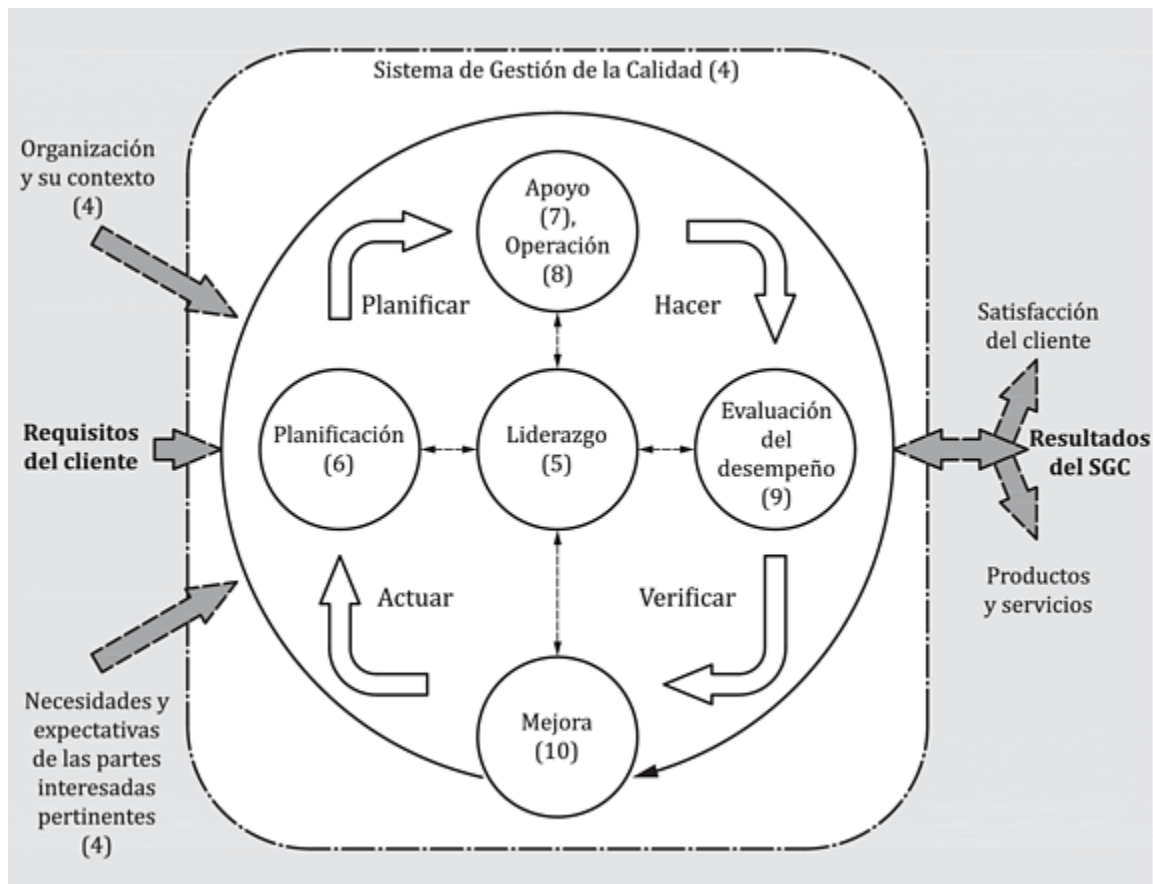 Sistema de Gestión de la Calidad (4)
Organización
y su contexto
(4)
Apoyo
(7),
Operación
(8)
Planificar
Hacer
Satisfacción
del cliente
Requisitos
del cliente
Planificación
(6)
Liderazgo
(5)
Evaluación
del
desempeño
(9)
Resultados
del SGC
Actuar
Verificar
Productos
y servicios
Necesidades y
expectativas
de las partes
interesadas
pertinentes
(4)
Mejora
(10)